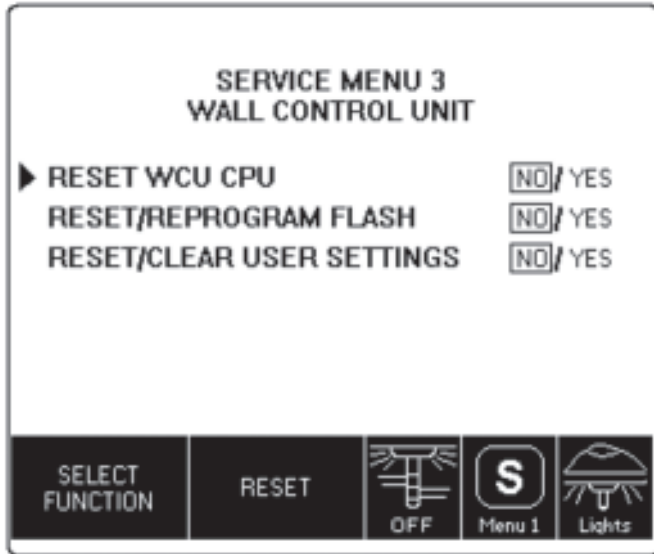 SERVICE MENU 3
WALL CONTROL UNIT
RESET WCU CPU NO/ YES
RESET/REPROGRAM FLASH NO/ YES
RESET/CLEAR USER SETTINGS NO/ YES
SELECT
FUNCTION
RESET
OFF
S
Menu 1
Lights